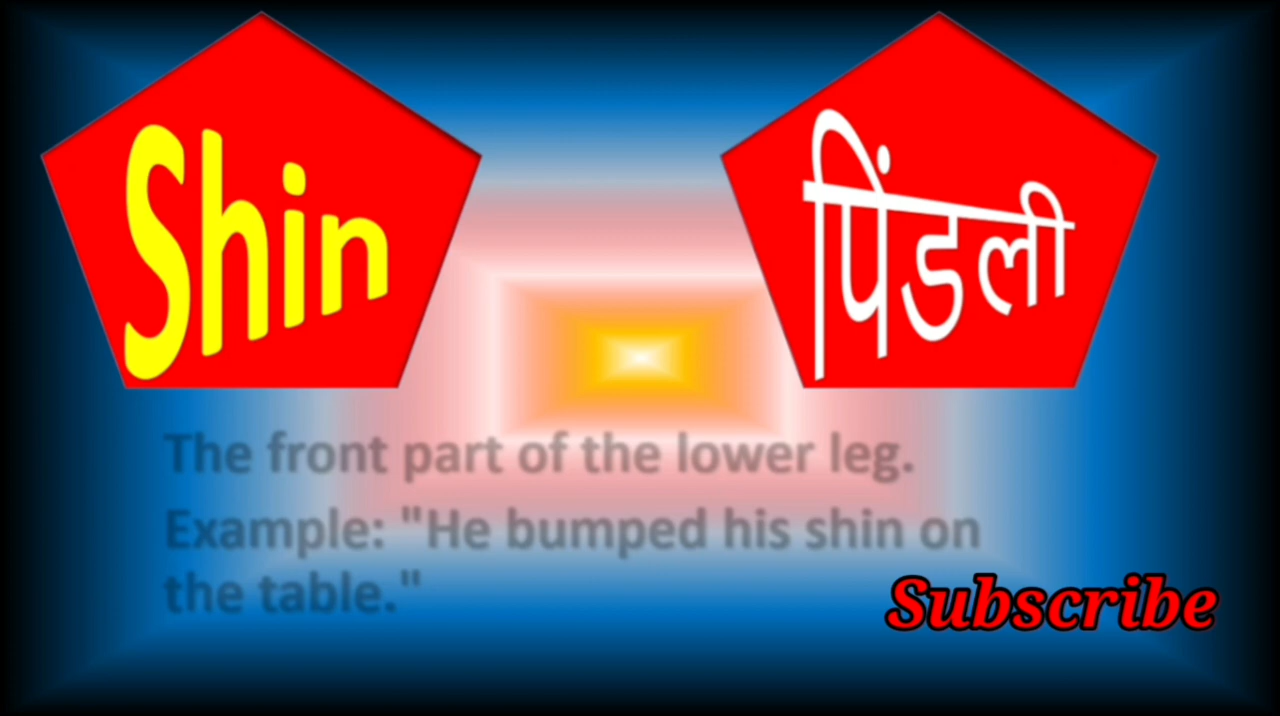 Shin
पिंडली
The front part of the lower leg.
Example: "He bumped his shin on
the table."
Subscribe